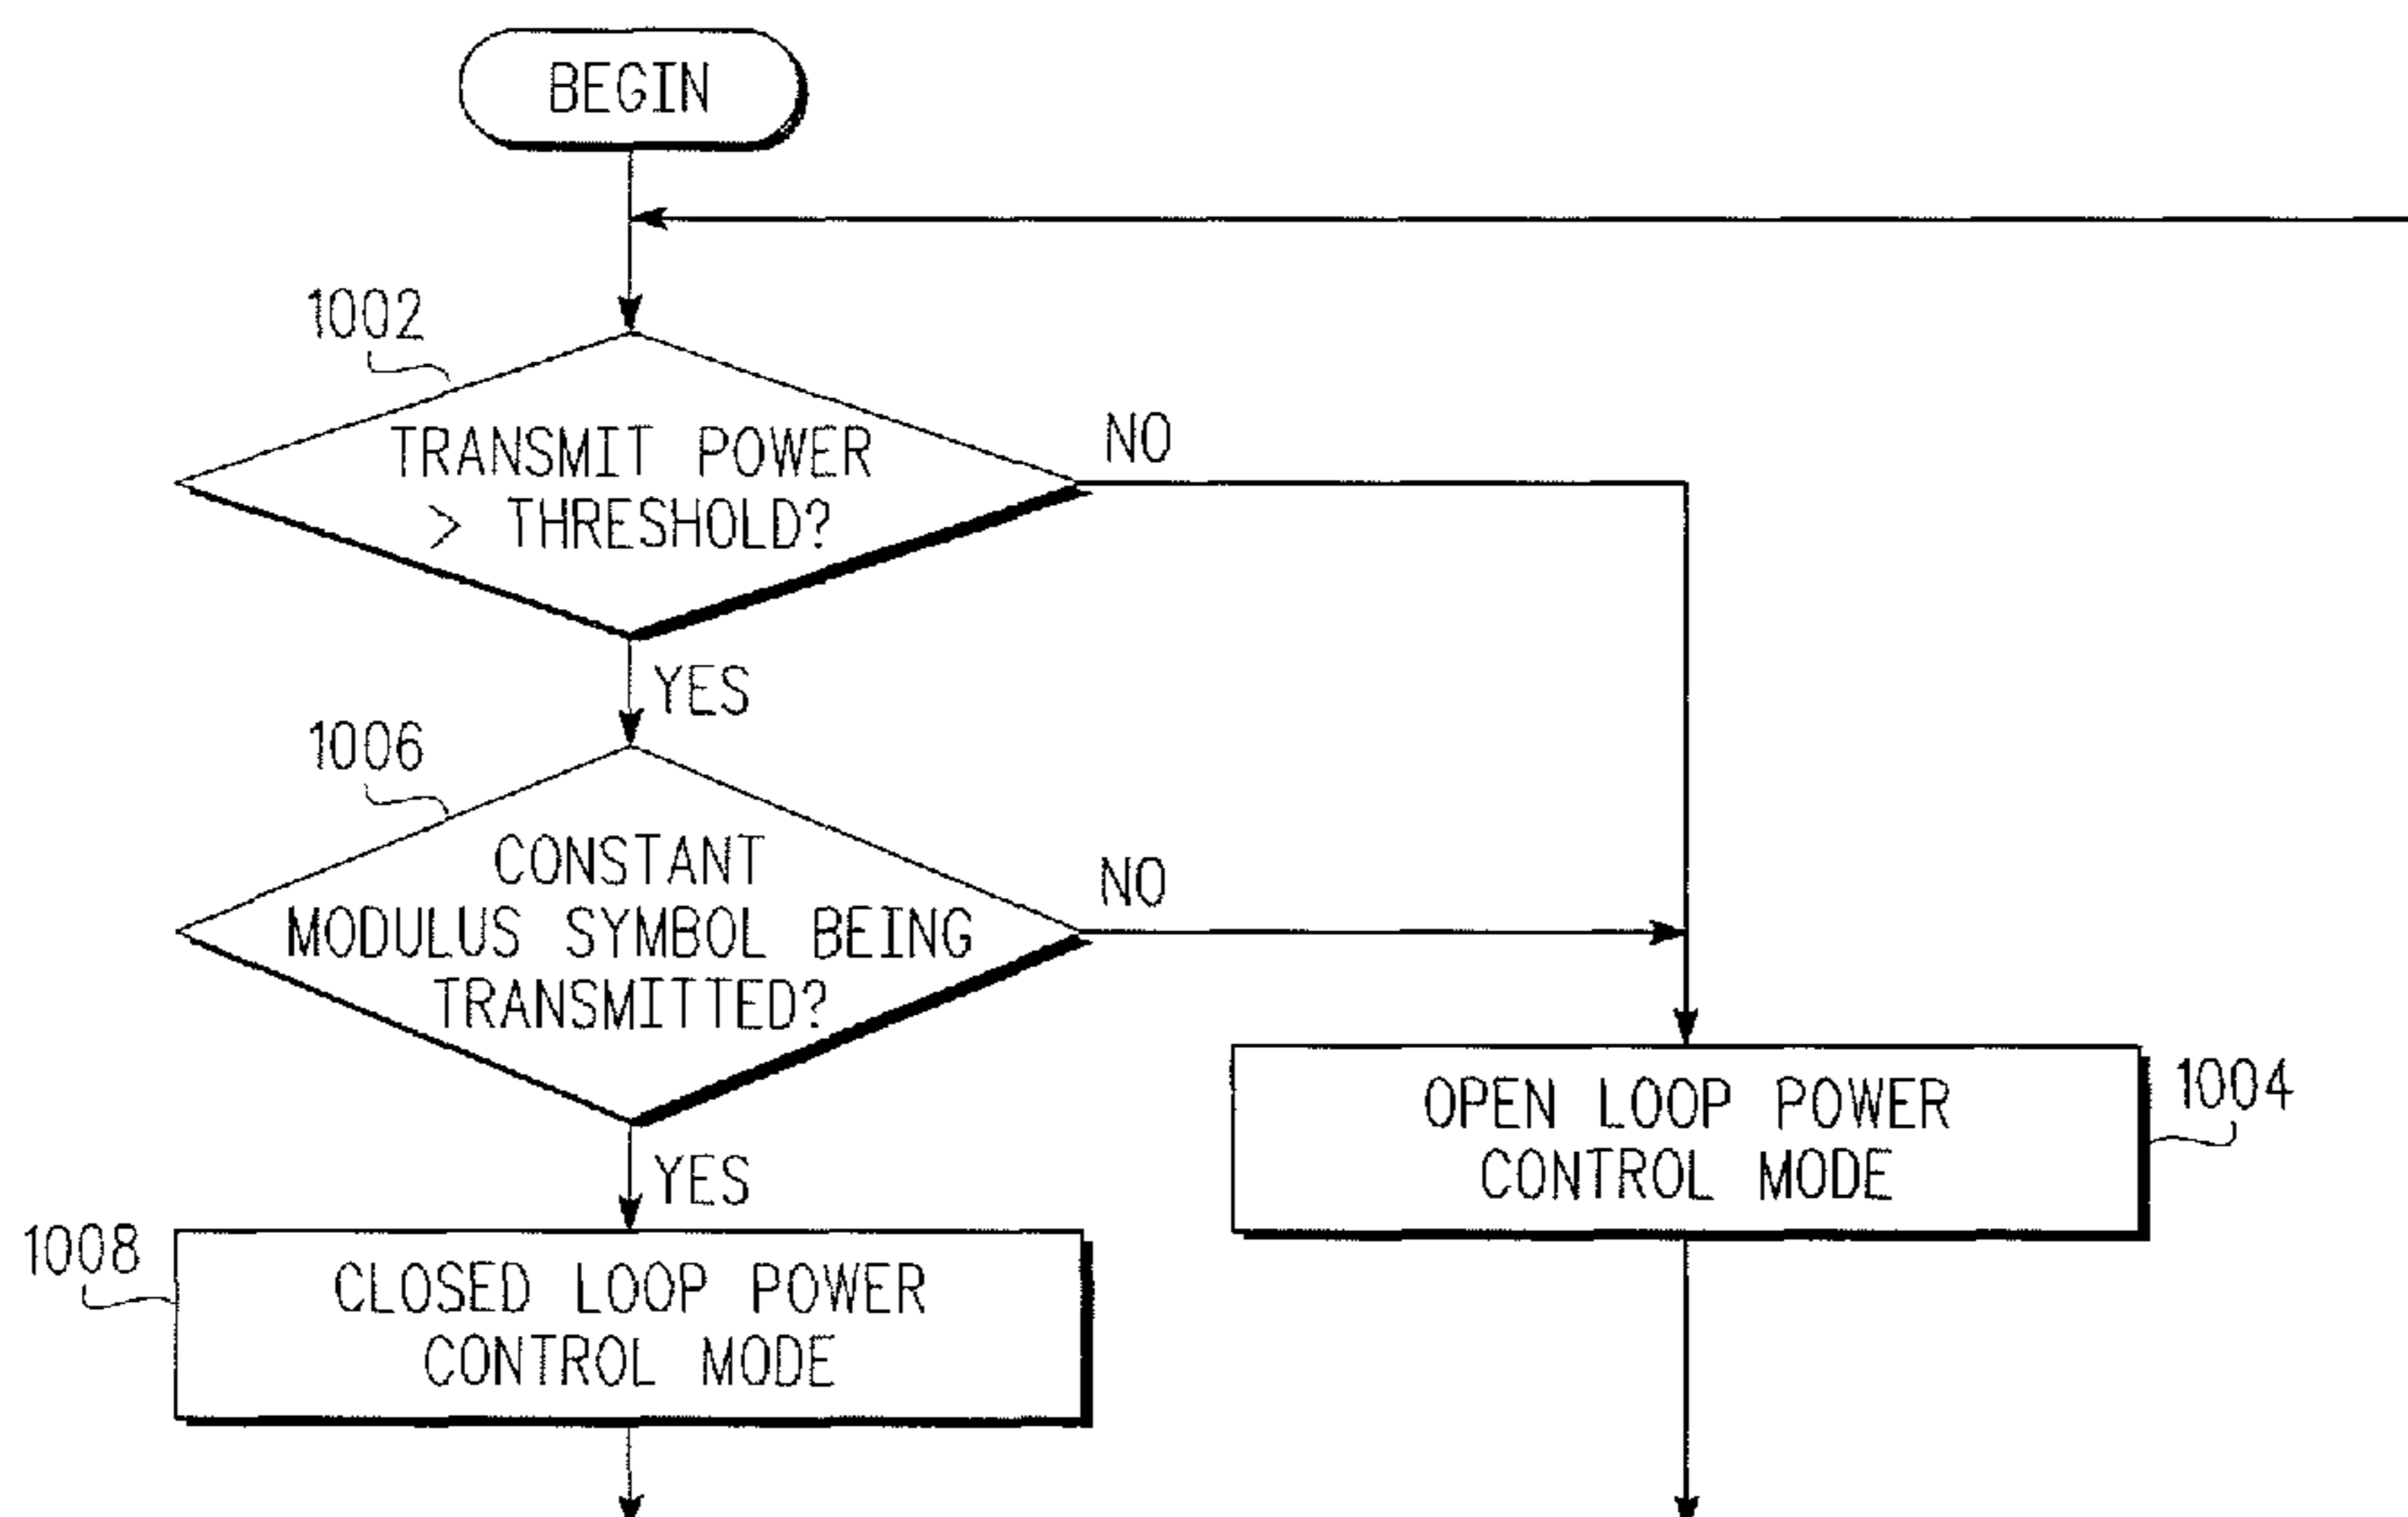 BEGIN
1002
TRANSMIT POWER
> THRESHOLD?
NO
YES
1006
CONSTANT
MODULUS SYMBOL BEING
TRANSMITTED?
NO
YES
OPEN LOOP POWER
CONTROL MODE
1004
1008
CLOSED LOOP POWER
CONTROL MODE